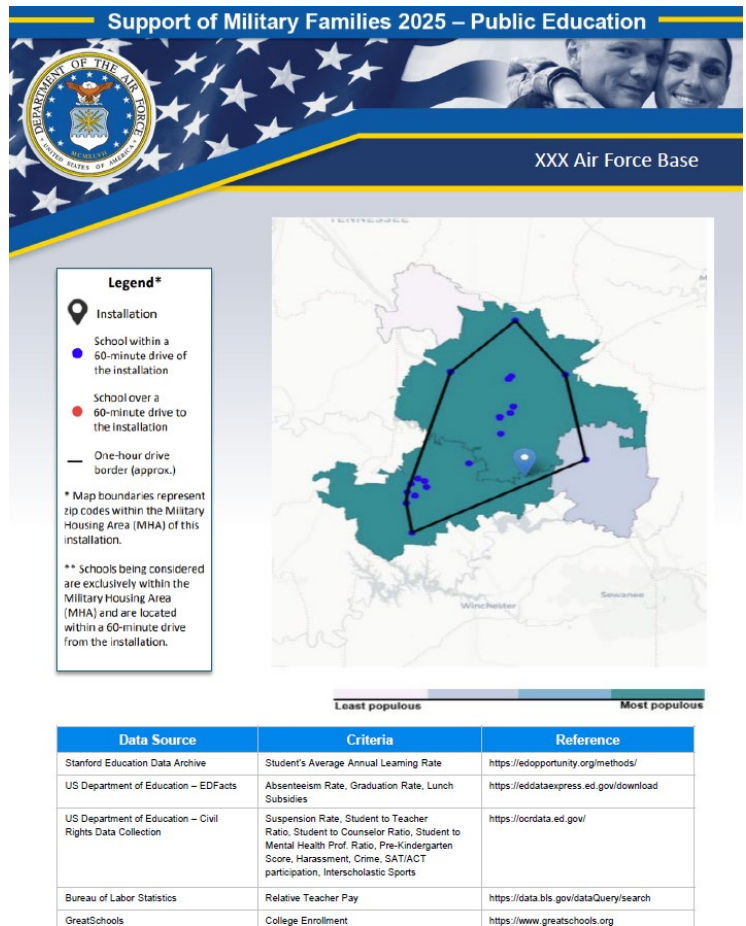 Support of Military Families 2025 – Public Education
DEPARTMENT OF THE AIR FORCE
MCMXLVII
UNITED STATES OF AMERICA
XXX Air Force Base
TENNESSEE
Legend*
Installation
School within a
60-minute drive of
the installation
School over a
60-minute drive to
the installation
One-hour drive
border (approx.)
* Map boundaries represent
zip codes within the Military
Housing Area (MHA) of this
installation.
** Schools being considered
are exclusively within the
Military Housing Area
(MHA) and are located
within a 60-minute drive
from the installation.
Sewanee
Winchester
Least populous
Most populous
Data Source
Criteria
Reference
Stanford Education Data Archive
Student's Average Annual Learning Rate
https://edopportunity.org/methods/
US Department of Education – EDFacts
Absenteeism Rate, Graduation Rate, Lunch
Subsidies
https://eddataexpress.ed.gov/download
US Department of Education – Civil
Rights Data Collection
Suspension Rate, Student to Teacher
Ratio, Student to Counselor Ratio, Student to
Mental Health Prof. Ratio, Pre-Kindergarten
Score, Harassment, Crime, SAT/ACT
participation, Interscholastic Sports
https://ocrdata.ed.gov/
Bureau of Labor Statistics
Relative Teacher Pay
https://data.bls.gov/dataQuery/search
GreatSchools
College Enrollment
https://www.greatschools.org